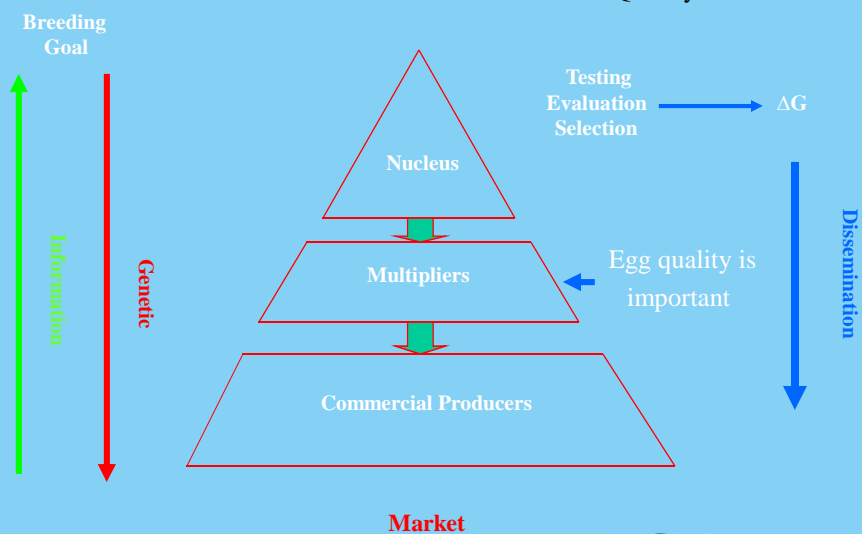 Breeding
Goal
Testing
Evaluation
Selection
ΔG
Nucleus
Information
Genetic
Multipliers
Egg quality is
important
Dissemination
Commercial Producers
Market